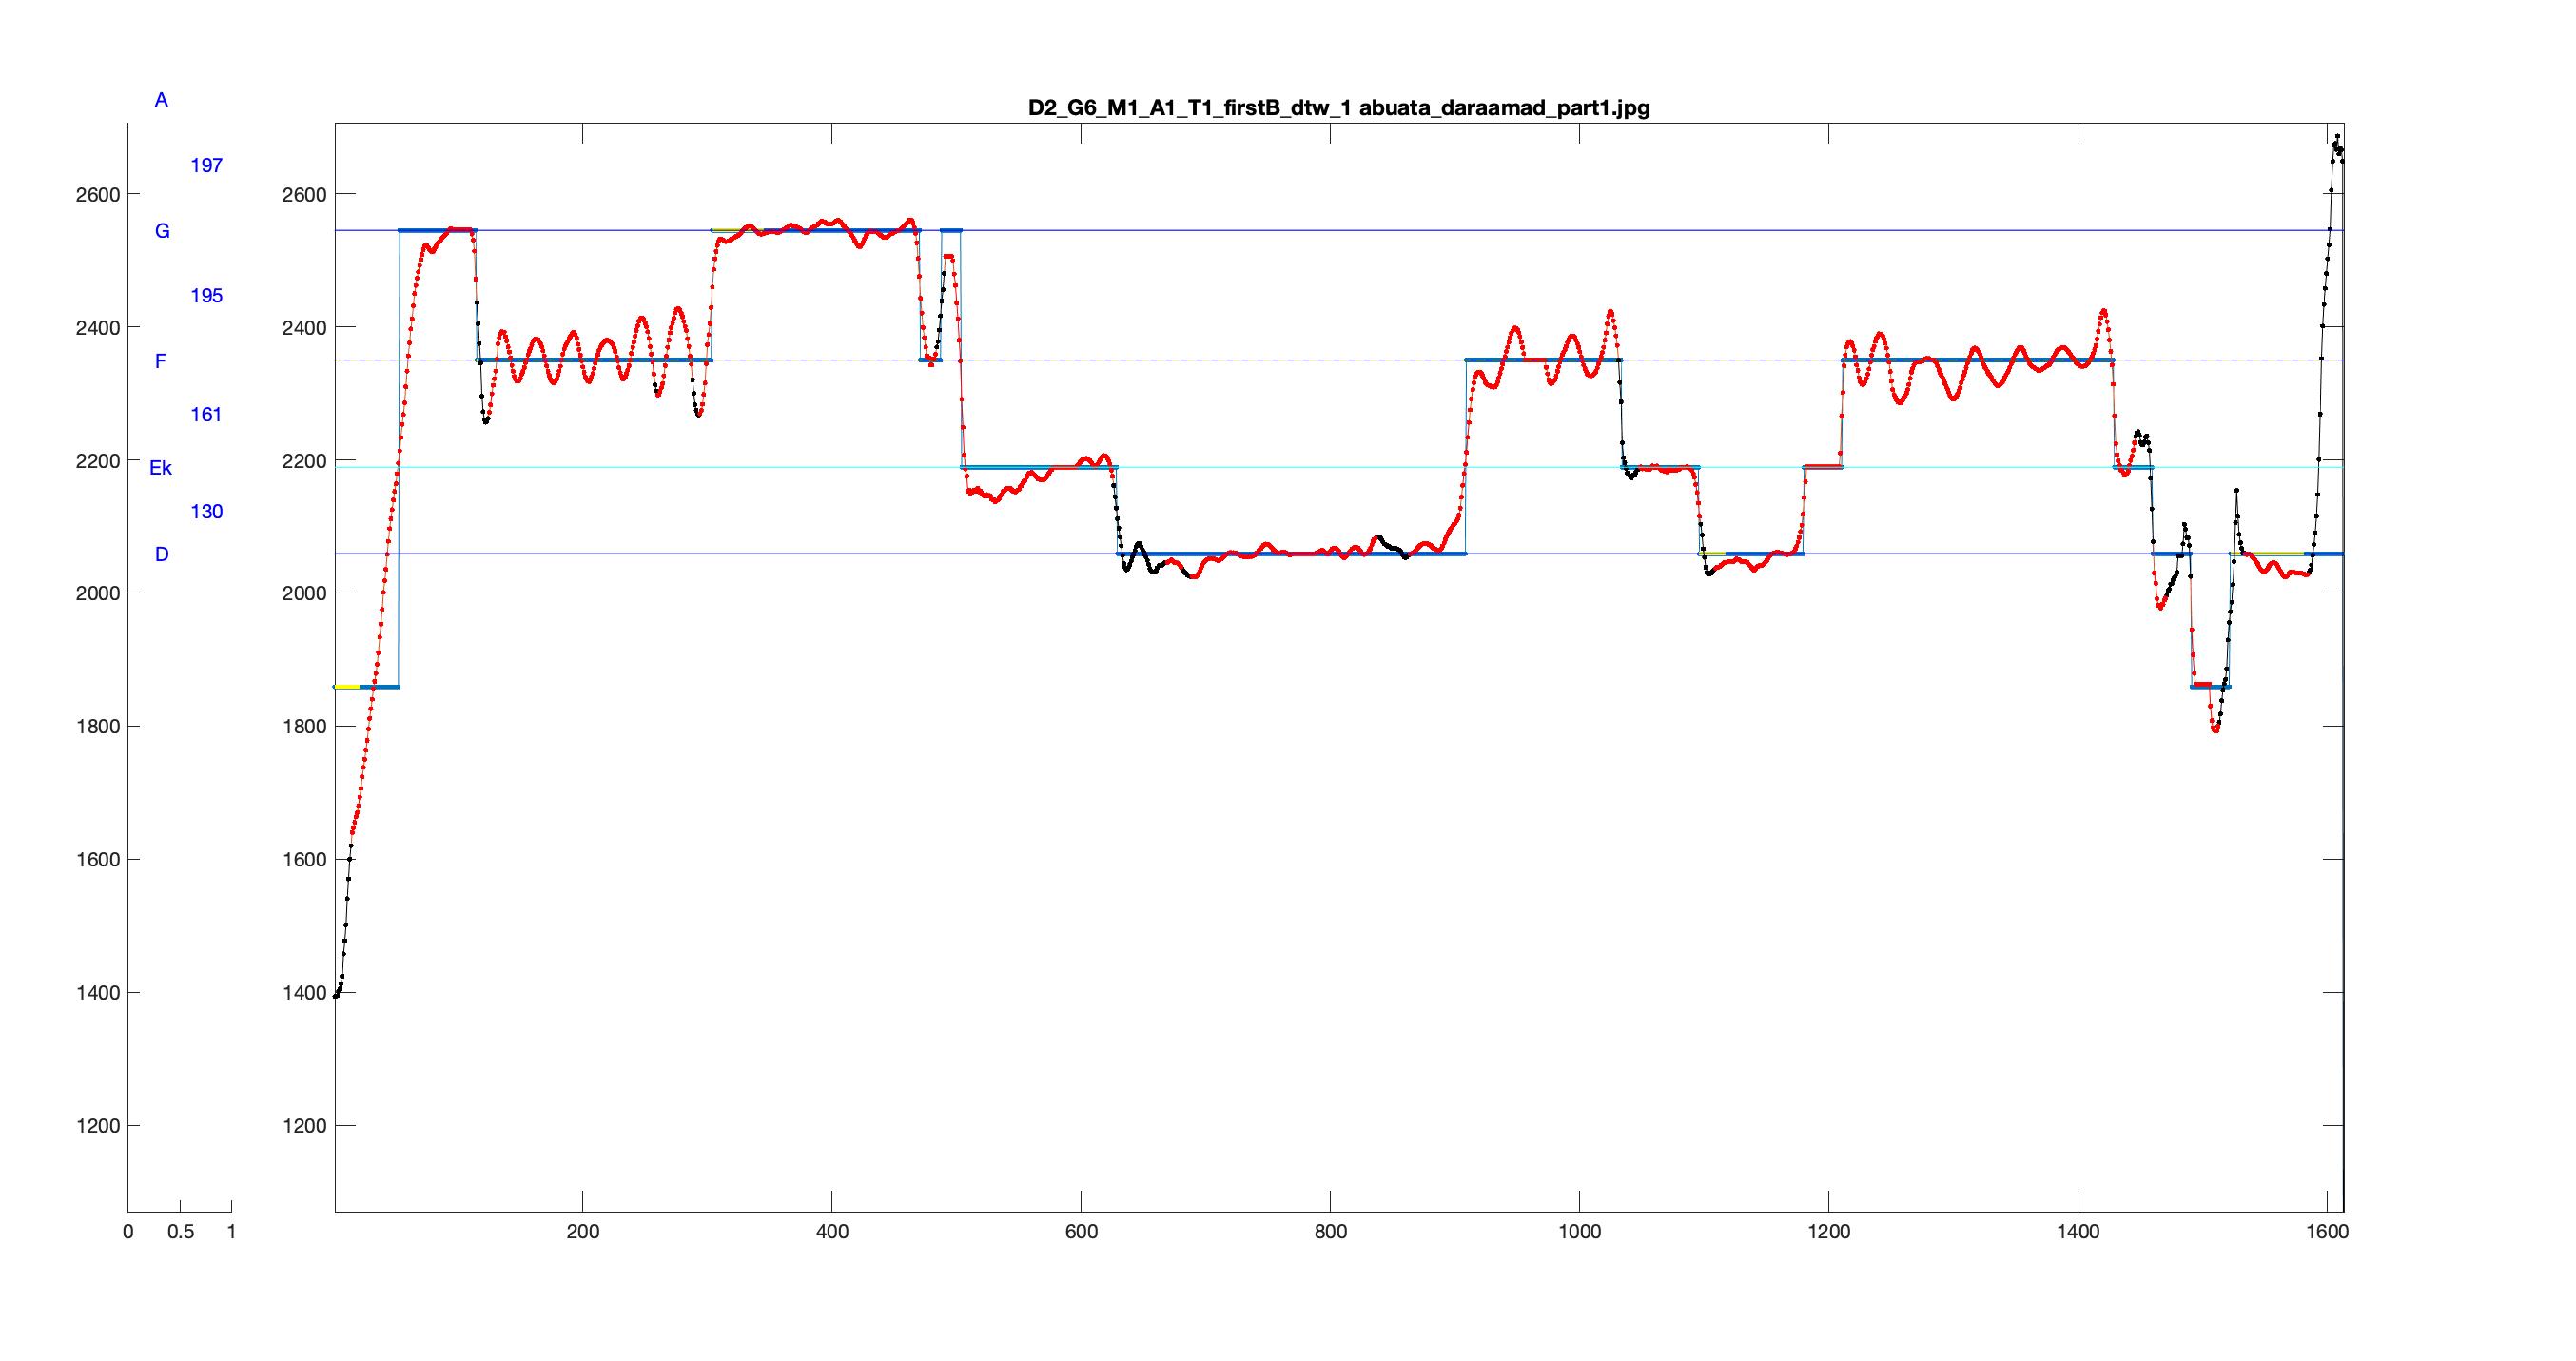 D2_G6_M1_A1_T1_firstB_dtw_1 abuata_daraamad_part1.jpg
A
197
2600 2600
G
195
2400 2400
F
161
2200 Ek 2200
130
D
2000 2000
1800 1800
1600 1600
1400 1400
1200 1200
0 0.5 1 200 400 600 800 1000 1200 1400 1600